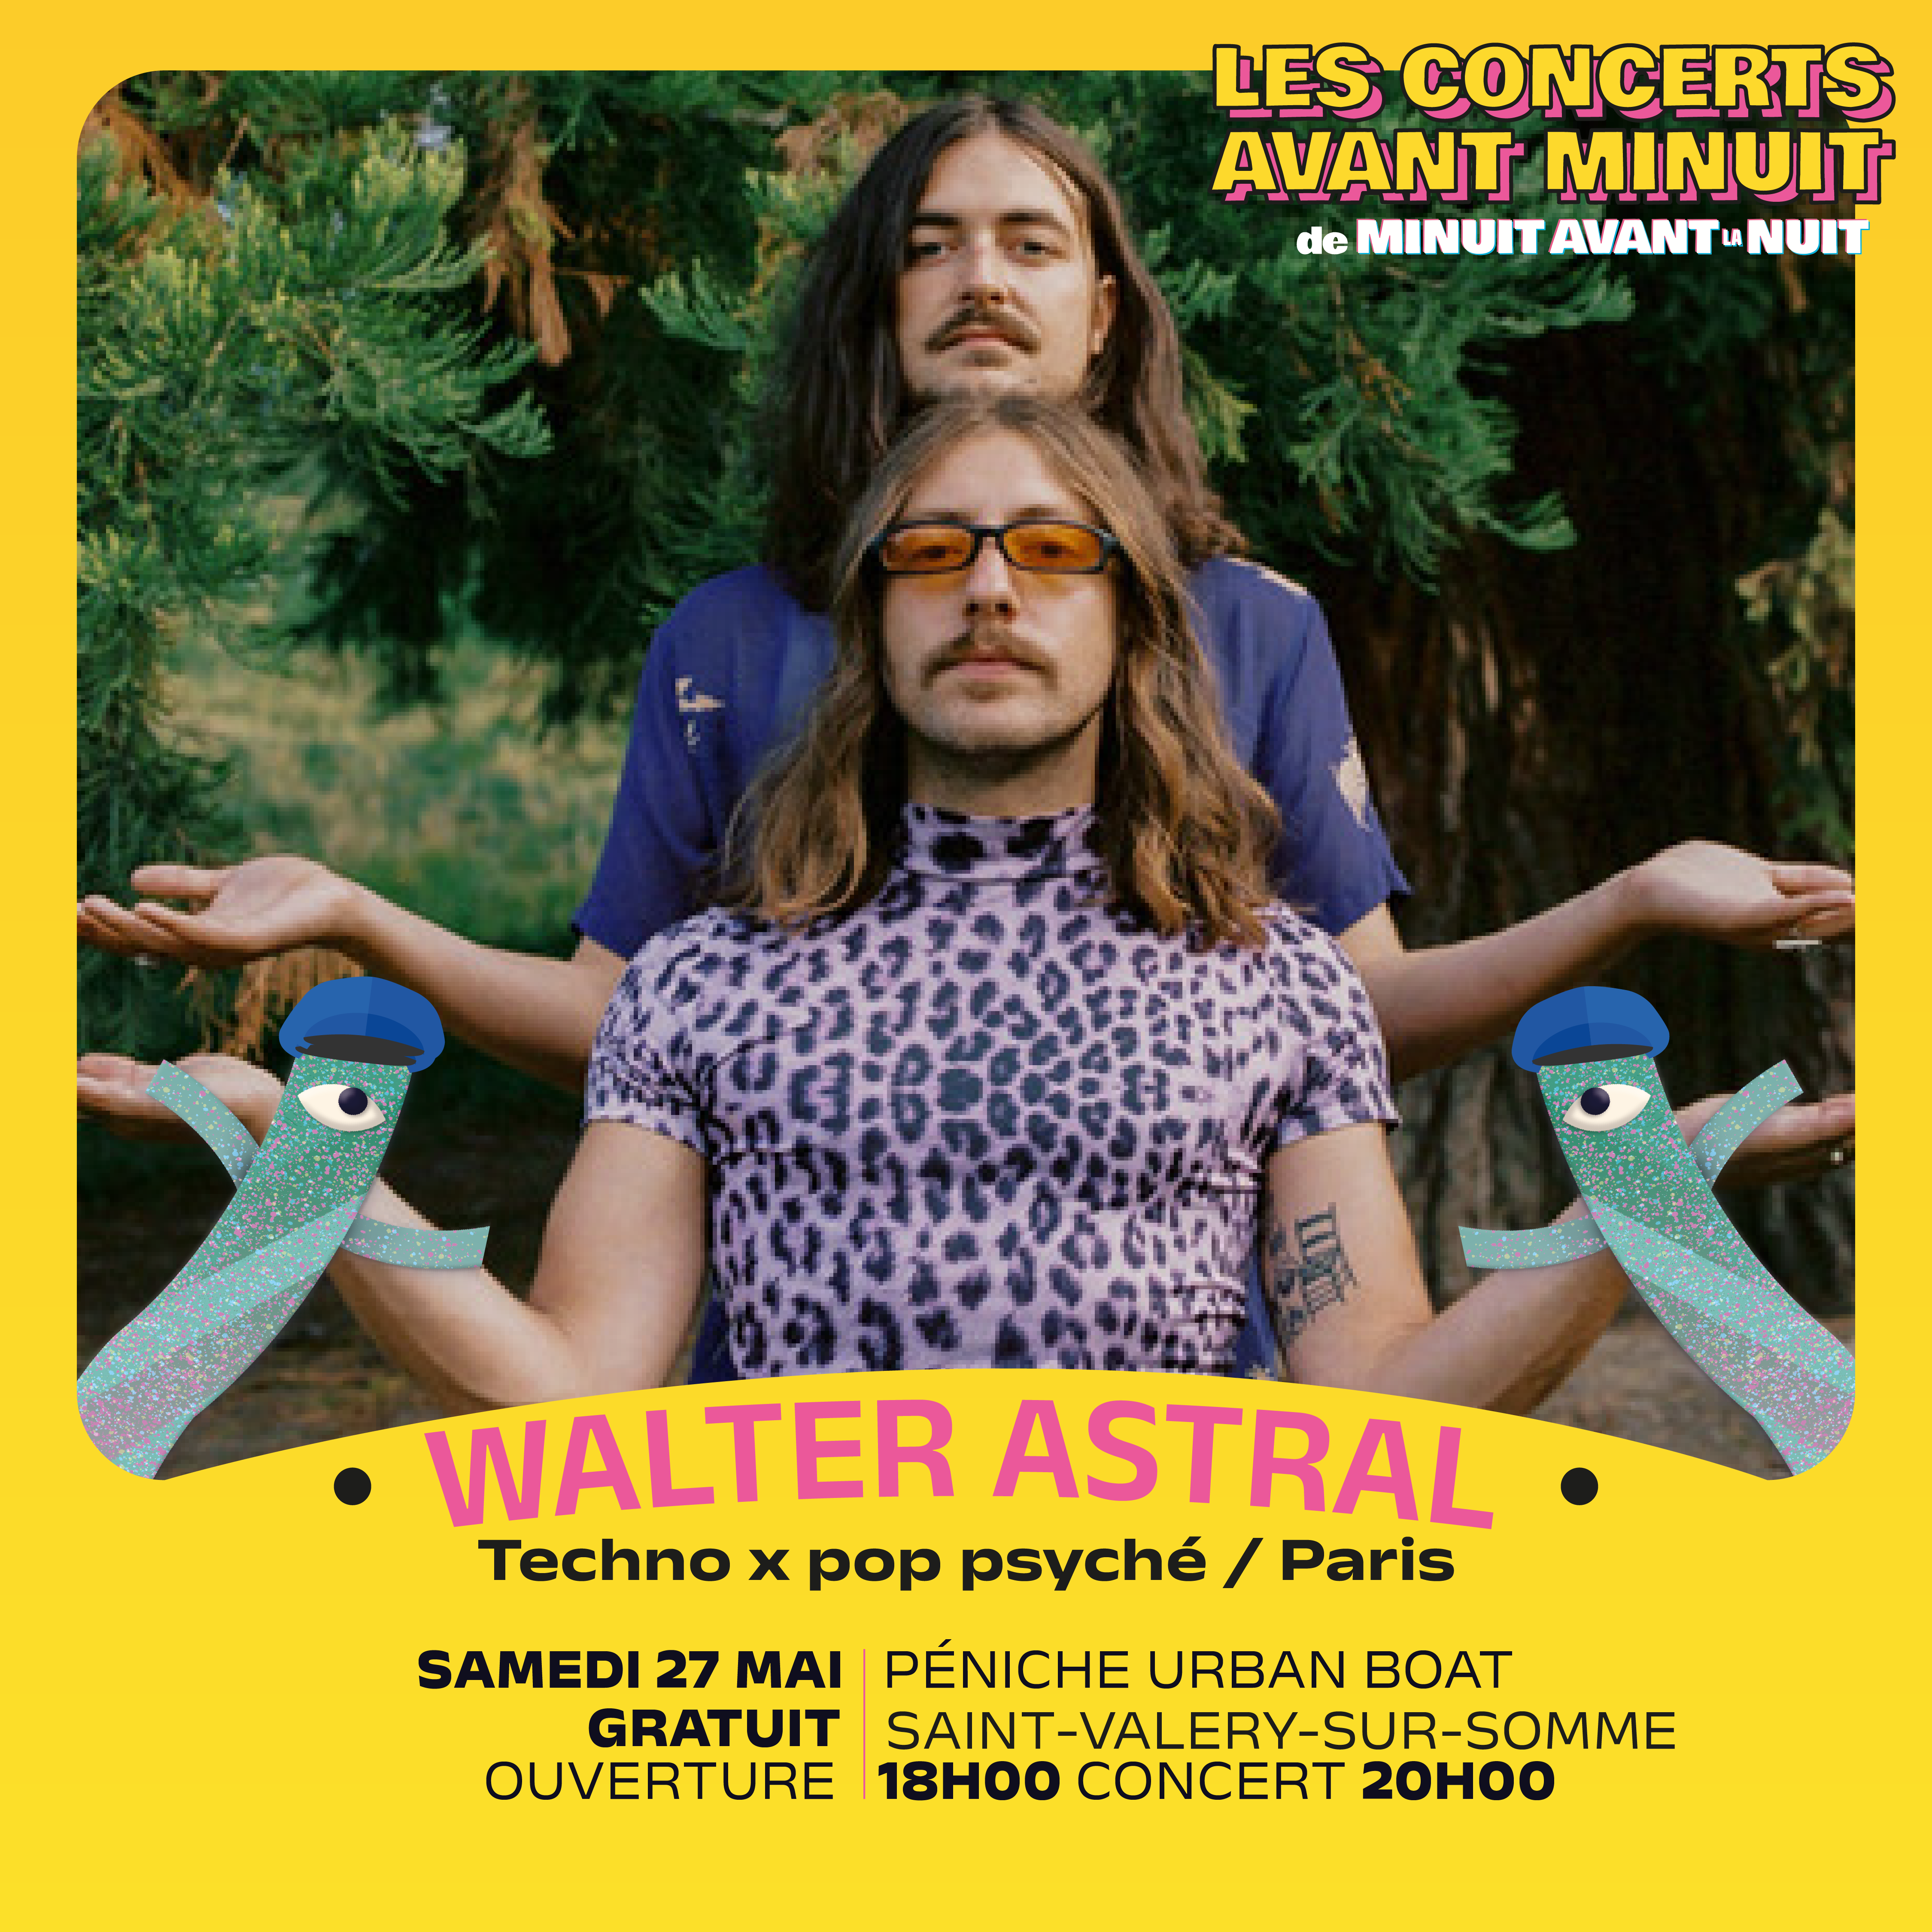 LES CONCERTS
AVANT MINUIT
de MINUIT AVANT LA NUIT
WALTER ASTRAL
Techno x pop psyché / Paris
SAMEDI 27 MAI PÉNICHE URBAN BOAT
GRATUIT SAINT-VALERY-SUR-SOMME
OUVERTURE 18H00 CONCERT 20H00